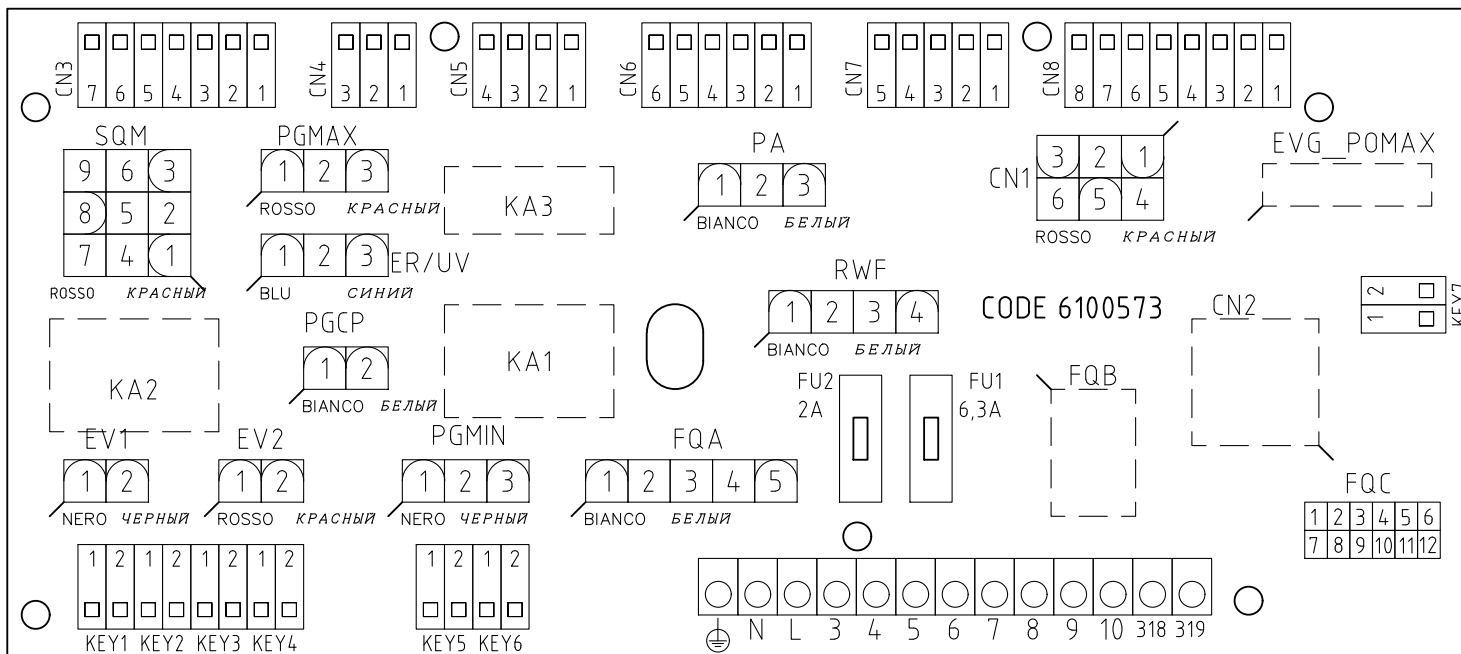 CN3 7 6 5 4 3 2 1
CN4 3 2 1
CN5 4 3 2 1
CN6 6 5 4 3 2 1
CN7 5 4 3 2 1
CN8 8 7 6 5 4 3 2 1
SQM
9 6 3
8 5 2
7 4 1
ROSSO КРАСНЫЙ
PGMAX
1 2 3
ROSSO КРАСНЫЙ
KA3
PA
1 2 3
BIANCO БЕЛЫЙ
CN1
3 2 1
6 5 4
ROSSO КРАСНЫЙ
EVG_POMAX
ER/UV
1 2 3
BLU СИНИЙ
RWF
1 2 3 4
BIANCO БЕЛЫЙ
CODE 6100573
CN2
2
1
KEY7
KA2
PGCP
1 2
BIANCO БЕЛЫЙ
KA1
FU2
2A
FU1
6,3A
FQB
EV1
1 2
NERO ЧЕРНЫЙ
EV2
1 2
ROSSO КРАСНЫЙ
PGMIN
1 2 3
NERO ЧЕРНЫЙ
FQA
1 2 3 4 5
BIANCO БЕЛЫЙ
FQC
1 2 3 4 5 6
7 8 9 10 11 12
1 2 1 2 1 2 1 2
KEY1 KEY2 KEY3 KEY4
1 2 1 2
KEY5 KEY6
N L 3 4 5 6 7 8 9 10 318 319